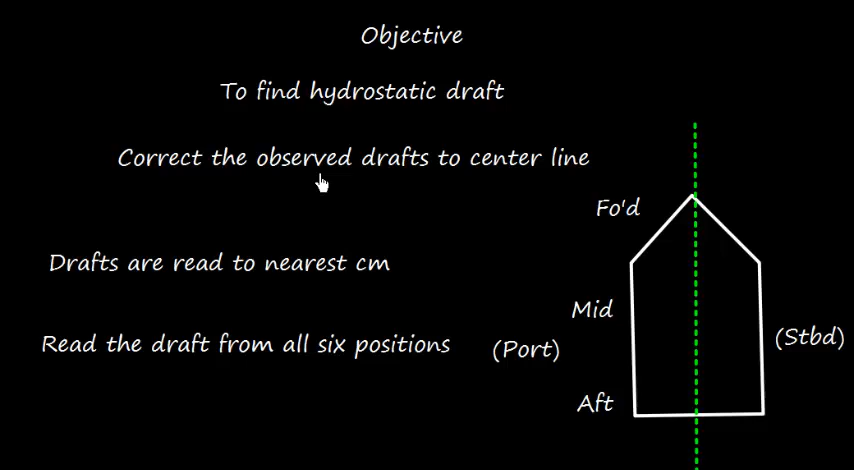 Objective
To find hydrostatic draft
Correct the observed drafts to center line
Fo'd
Drafts are read to nearest cm
Mid
(Stbd)
Read the draft from all six positions
(Port)
Aft